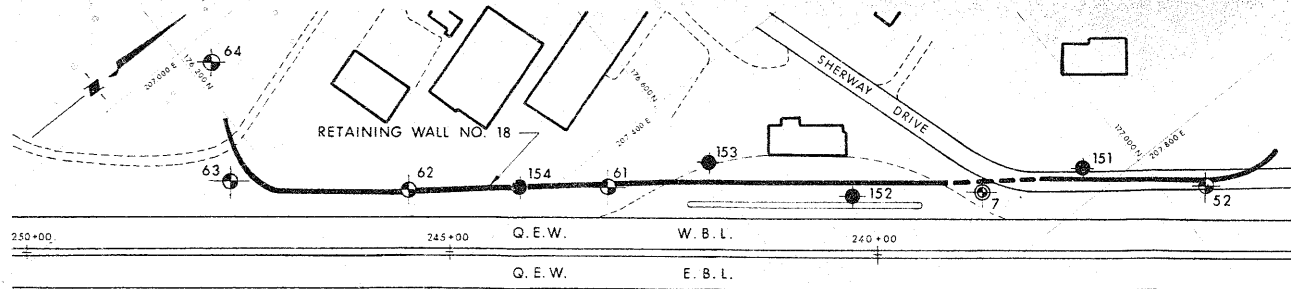 64
207 000 E
176 200 N
SHERWAY DRIVE
176 600 N
207 400 E
177 000 N
207 800 E
RETAINING WALL NO. 18
63
62
154
61
153
152
7
151
52
250+00
245+00
240+00
Q.E.W. W.B.L.
Q.E.W. E.B.L.